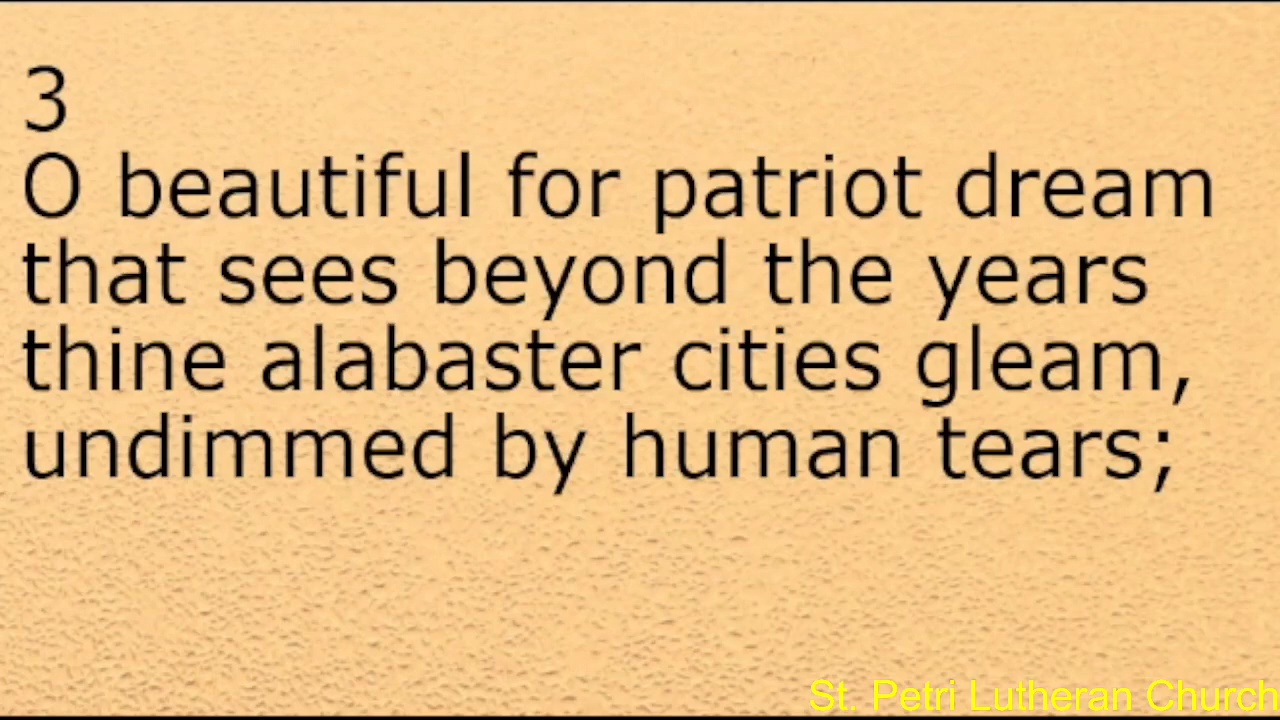 3
O beautiful for patriot dream
that sees beyond the years
thine alabaster cities gleam,
undimmed by human tears;
St. Petri Lutheran Church